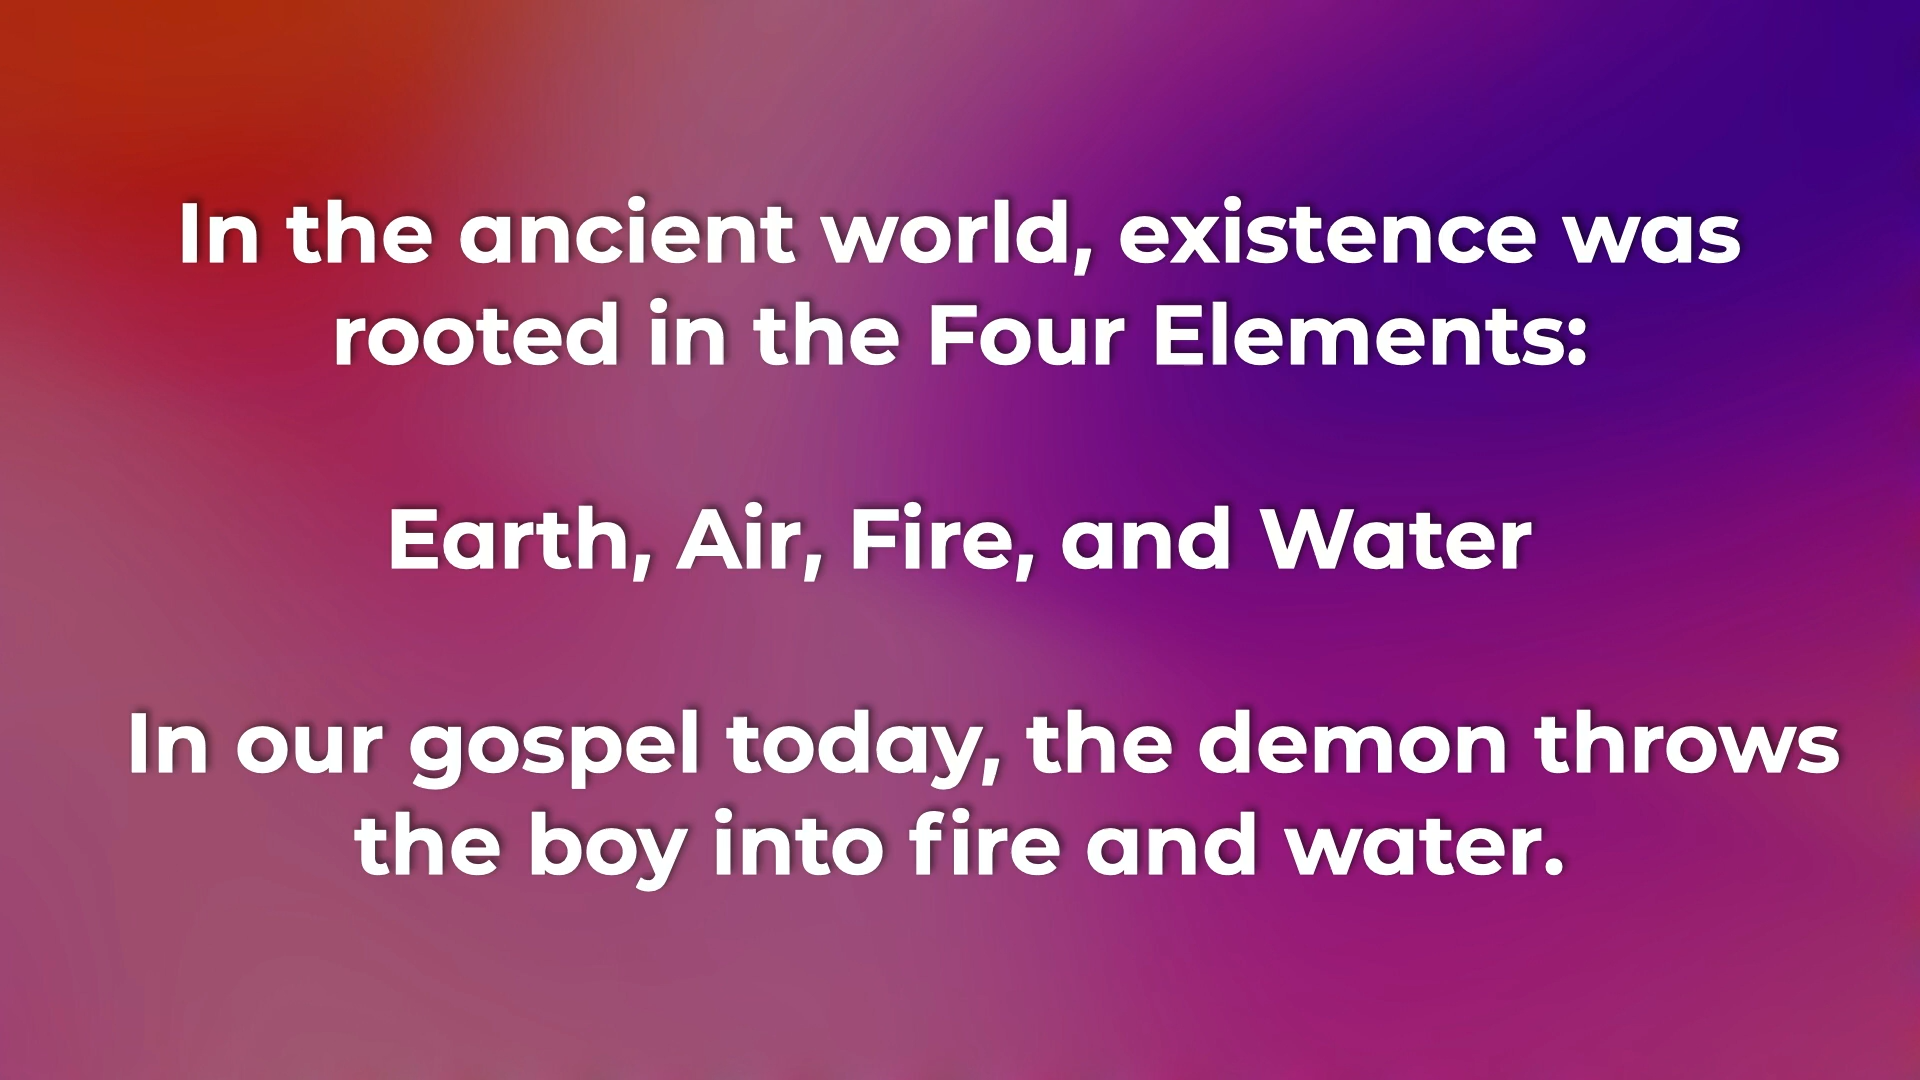 In the ancient world, existence was
rooted in the Four Elements:
Earth, Air, Fire, and Water
In our gospel today, the demon throws
the boy into fire and water.